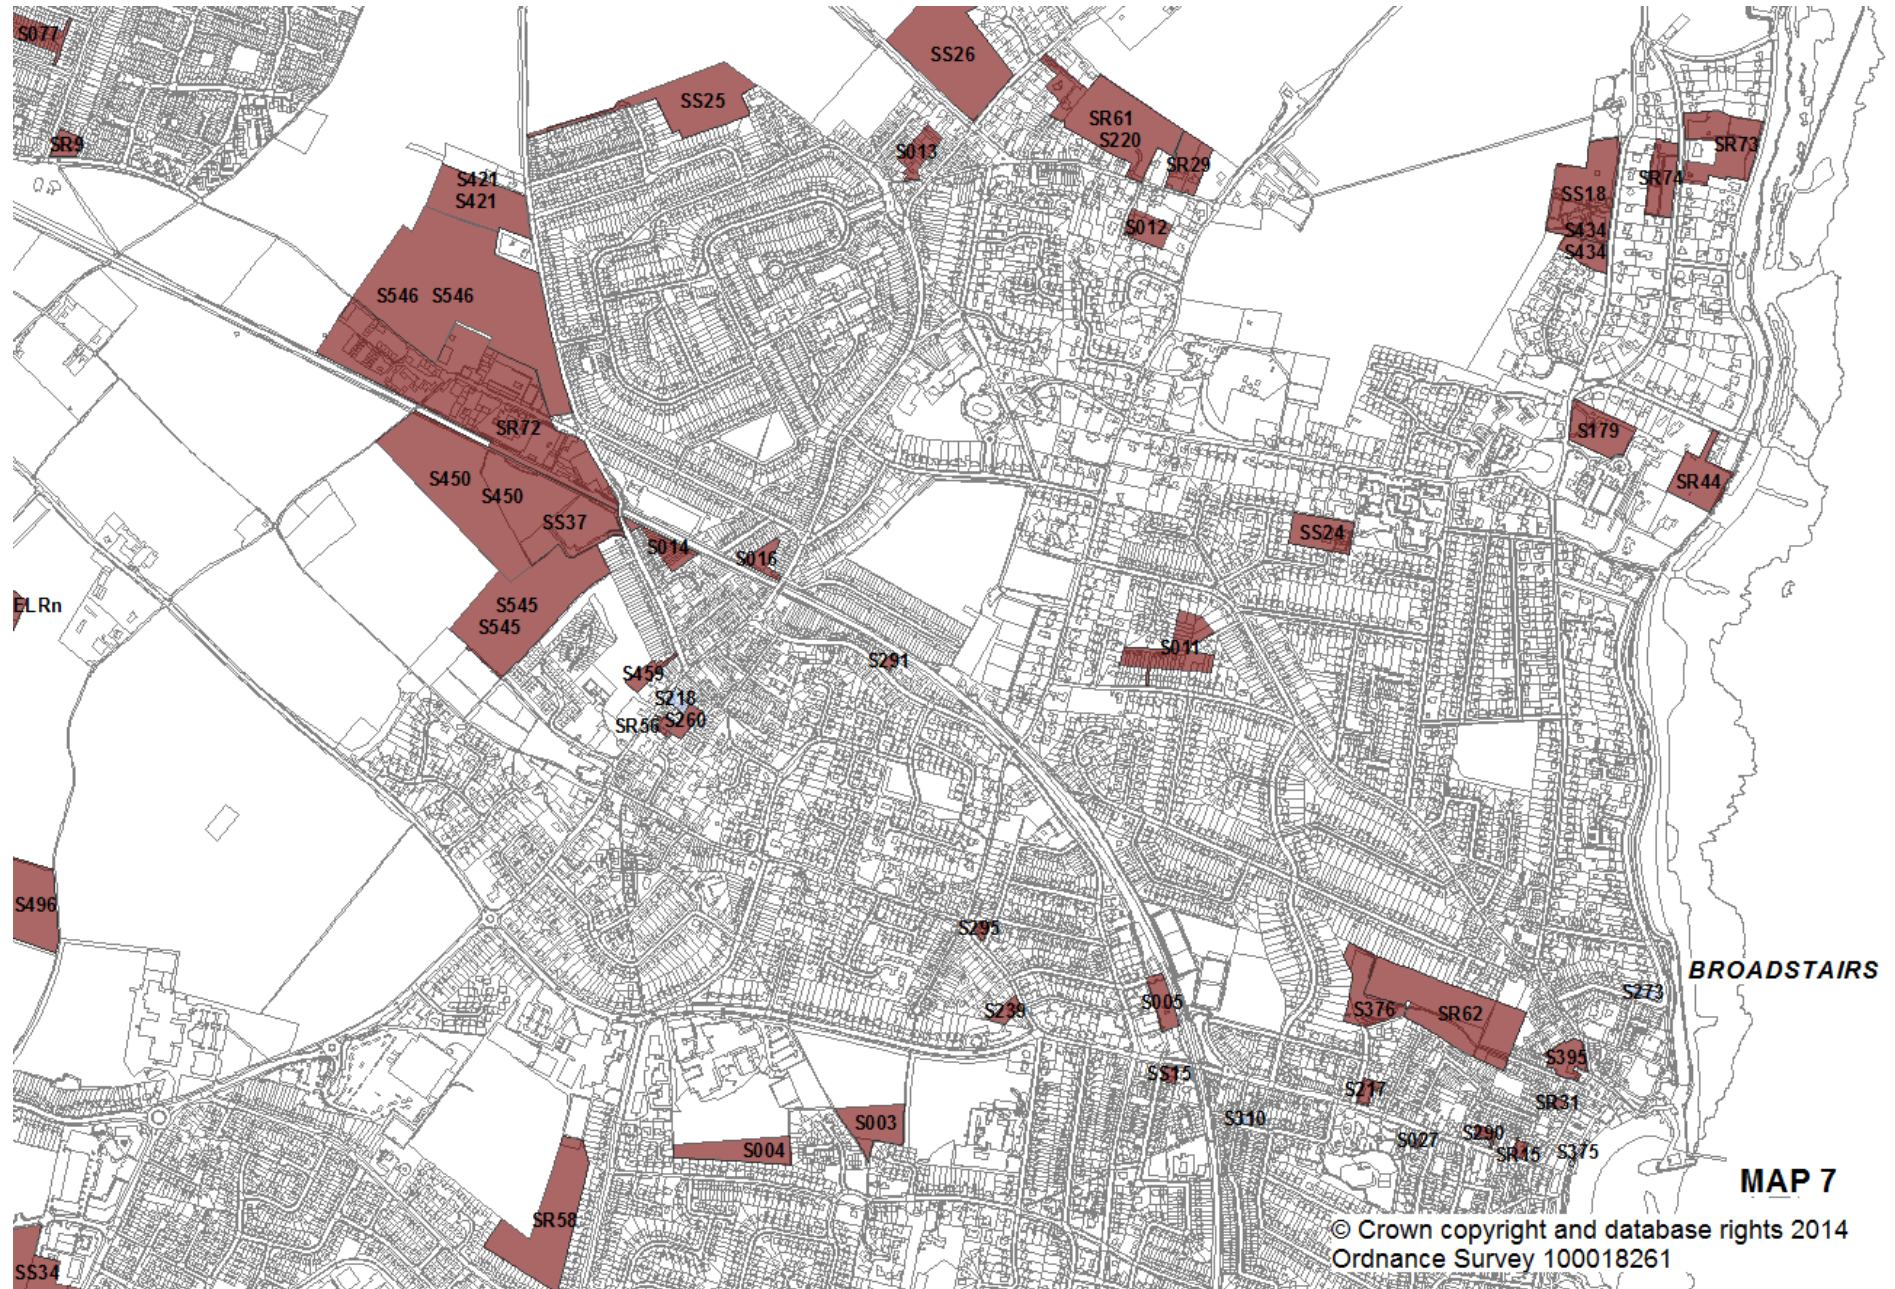 S077
SS26
SS25
SR61
S220
SR9
S013
SR29
SR73
SR74
S421
S421
SS18
S012
S434
S434
S546 S546
SR72
S179
S450
S450
SR44
SS37
SS24
S014
S016
ELRn
S545
S545
S011
S291
S459
S218
S260
SR56
S496
S295
BROADSTAIRS
S273
S005
S239
S376
SR62
S395
SS15
S217
SR31
S310
S003
S027
S290
S004
SR15
S375
MAP 7
SR58
© Crown copyright and database rights 2014
Ordnance Survey 100018261
SS34